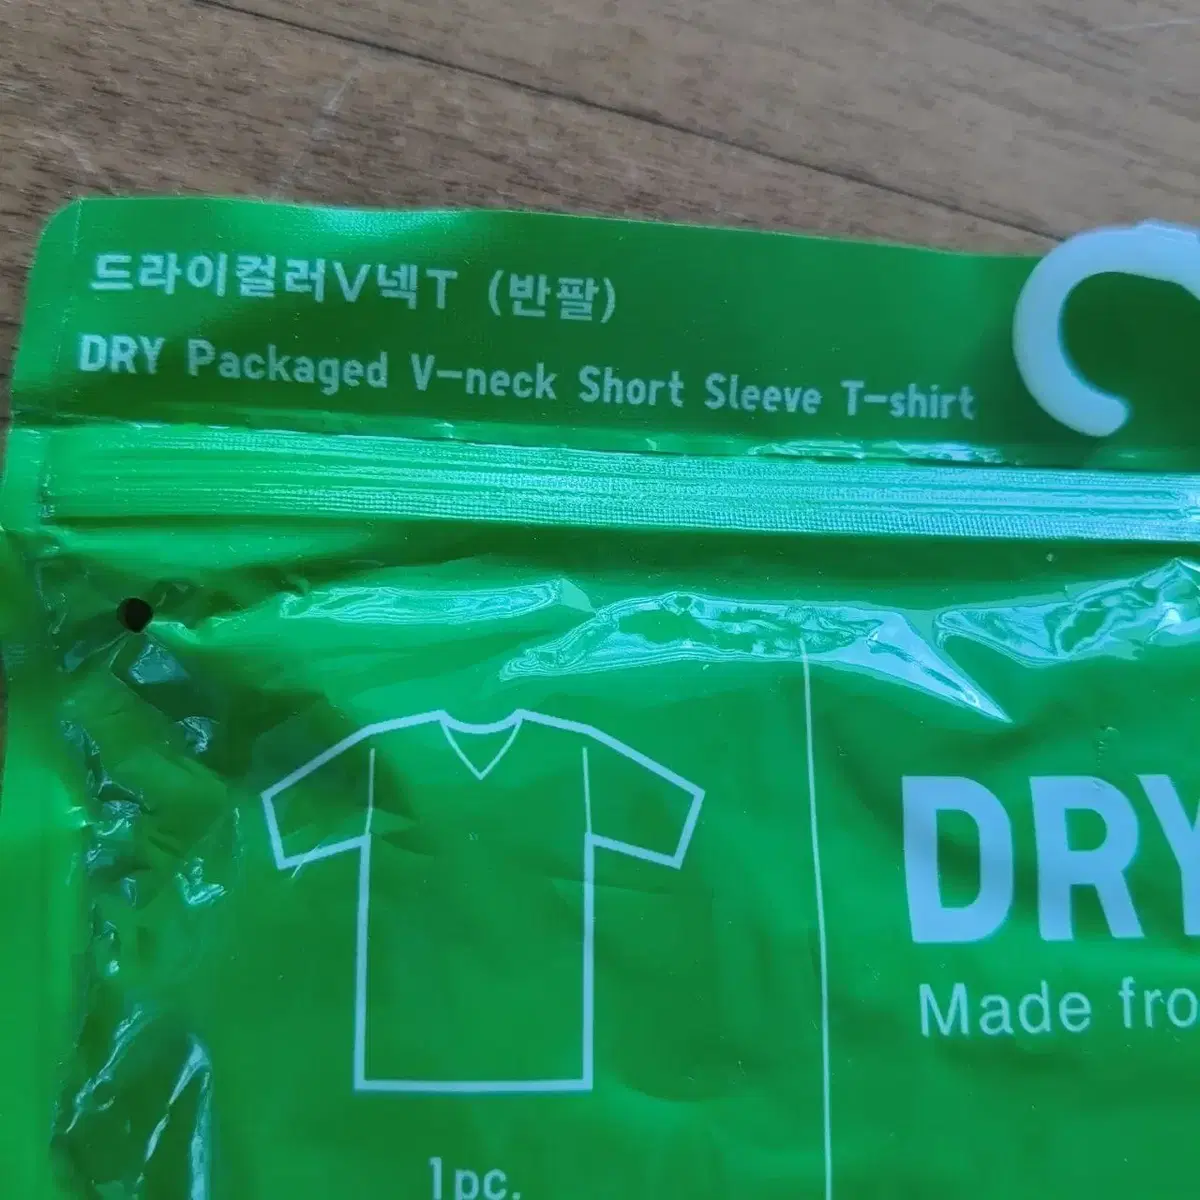 드라이컬러V넥T (반팔)
DRY Packaged V-neck Short Sleeve T-shirt
DRY
Made fro
1pc.